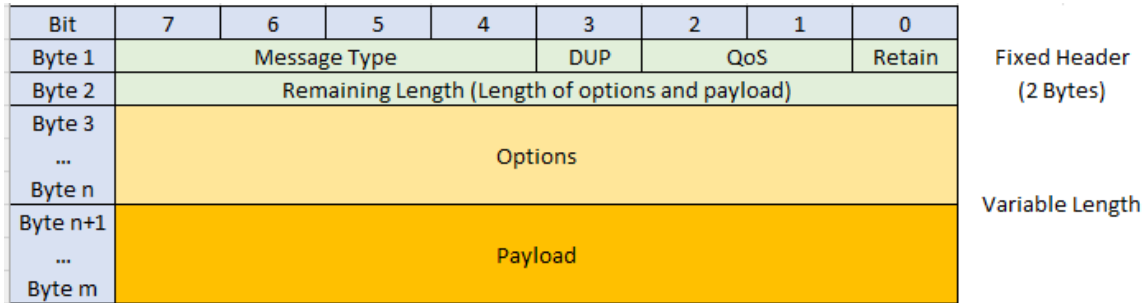 Bit 7 6 5 4 3 2 1 0
Byte 1 Message Type DUP QoS Retain Fixed Header
Byte 2 Remaining Length (Length of options and payload) (2 Bytes)
Byte 3
...
Options
Byte n
Variable Length
Byte n+1
...
Payload
Byte m